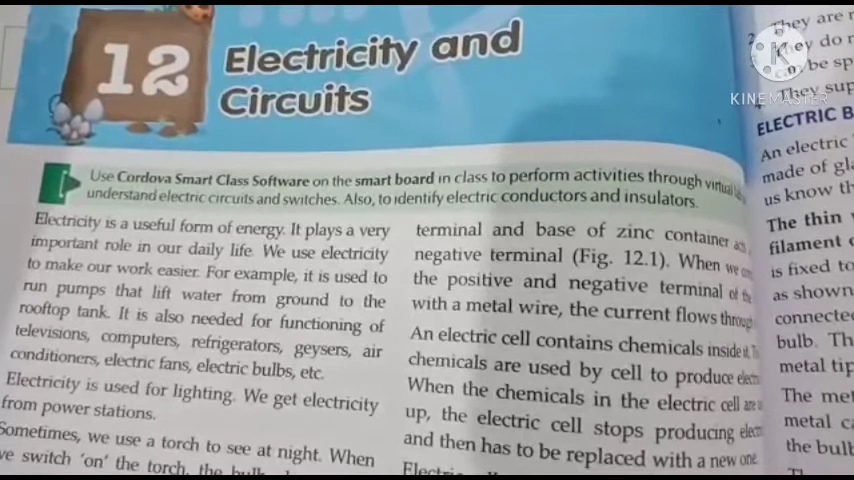 12
Electricity and
Circuits
Use Cordova Smart Class Software on the smart board in class to perform activities through virtual
understand electric circuits and switches. Also, to identify electric conductors and insulators.
Electricity is a useful form of energy. It plays a very
important role in our daily life. We use electricity
to make our work easier. For example, it is used to
run pumps that lift water from ground to the
rooftop tank. It is also needed for functioning of
televisions, computers, refrigerators, geysers, air
conditioners, electric fans, electric bulbs, etc.
Electricity is used for lighting. We get electricity
from power stations.
Sometimes, we use a torch to see at night. When
we switch 'on' the torch, the bulb
terminal and base of zinc container
negative terminal (Fig. 12.1). When we
the positive and negative terminal of the
with a metal wire, the current flows through
An electric cell contains chemicals inside it.
chemicals are used by cell to produce
When the chemicals in the electric cell are
up, the electric cell stops producing
and then has to be replaced with a new one
Electric
They are
They do
can be
They
ELECTRIC
An electric
made of
us know
The thin
filament
is fixed to
as shown
connected
bulb.
metal tip
The
metal
the bulb
KINEMASTER